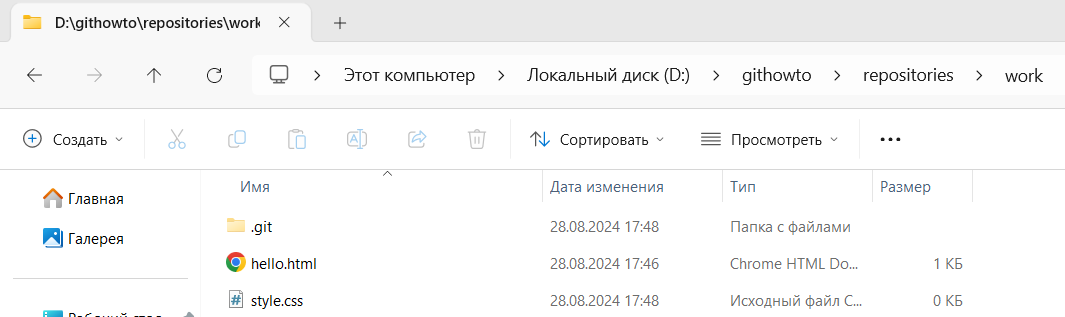 D:\githowto\repositories\work
Этот компьютер > Локальный диск (D:) > githowto > repositories > work
Создать Сортировать Просмотреть
Имя Дата изменения Тип Размер
Главная
.git 28.08.2024 17:48 Папка с файлами
Галерея
hello.html 28.08.2024 17:46 Chrome HTML Do... 1 КБ
style.css 28.08.2024 17:48 Исходный файл C... 0 КБ